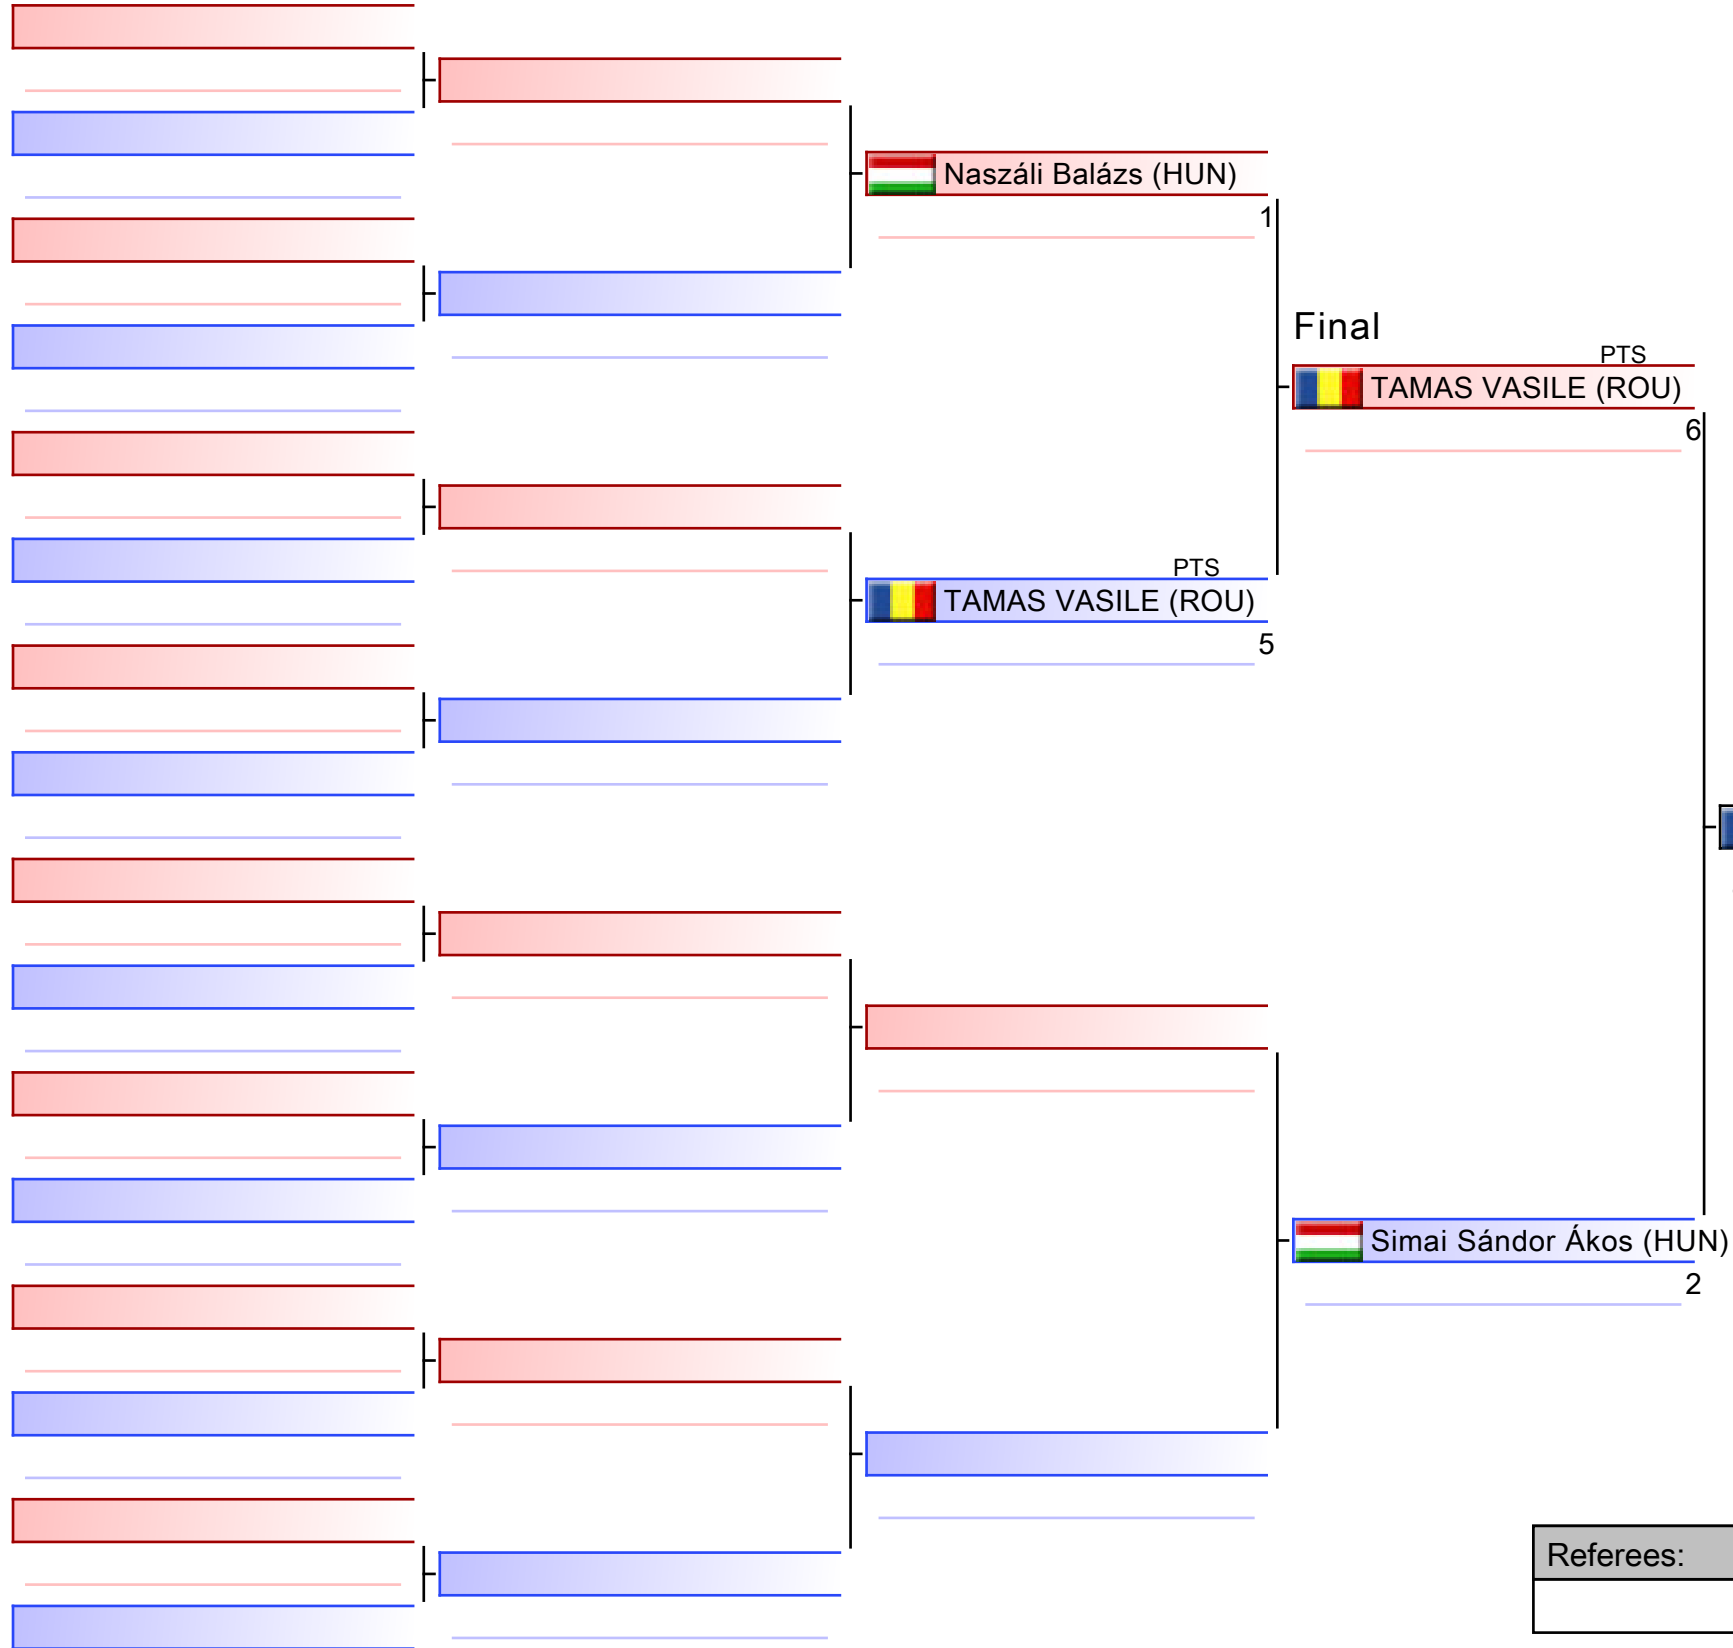 Naszáli Balázs (HUN)
1
Final
PTS
TAMAS VASILE (ROU)
6
PTS
TAMAS VASILE (ROU)
5
Simai Sándor Ákos (HUN)
2
Referees: